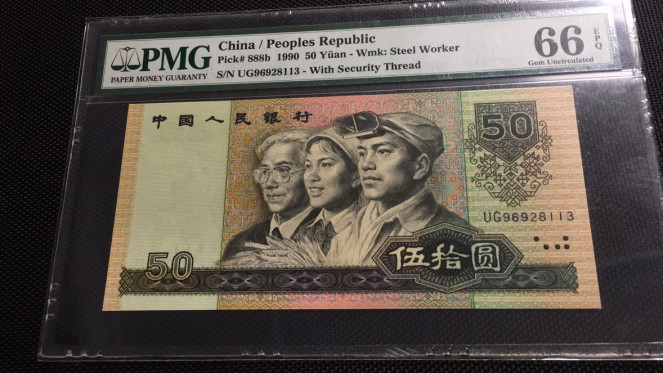 PMG
PAPER MONEY GUARANTY
China / Peoples Republic
Pick# 888b 1990 50 Yüan - Wmk: Steel Worker
S/N UG96928113 - With Security Thread
66
EPQ
Gem Uncirculated
中国人民银行
50
UG96928113
50
伍拾圆